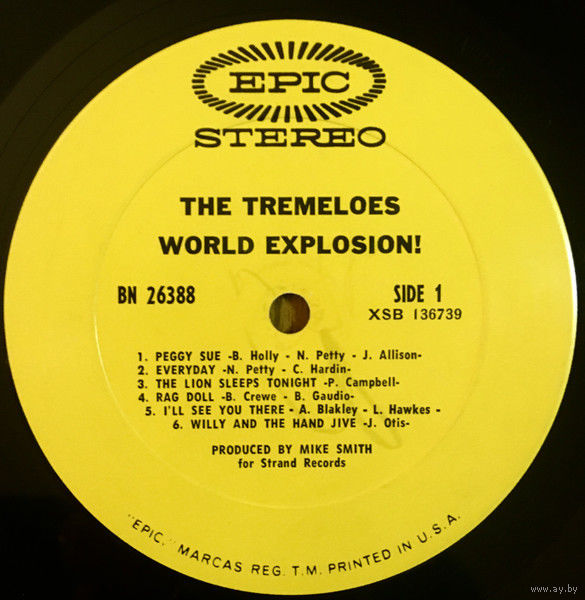 EPIC
STEREO
THE TREMELOES
WORLD EXPLOSION!
BN 26388
SIDE 1
XSB 136739
1. PEGGY SUE -B. Holly - N. Petty - J. Allison-
2. EVERYDAY -N. Petty - C. Hardin-
3. THE LION SLEEPS TONIGHT -P. Campbell-
4. RAG DOLL -B. Crewe - B. Gaudio-
5. I'LL SEE YOU THERE - A. Blakley - L. Hawkes -
6. WILLY AND THE HAND JIVE -J. Otis-
PRODUCED BY MIKE SMITH
for Strand Records
"EPIC," MARCAS REG. T.M. PRINTED IN U.S.A.
www.ay.by